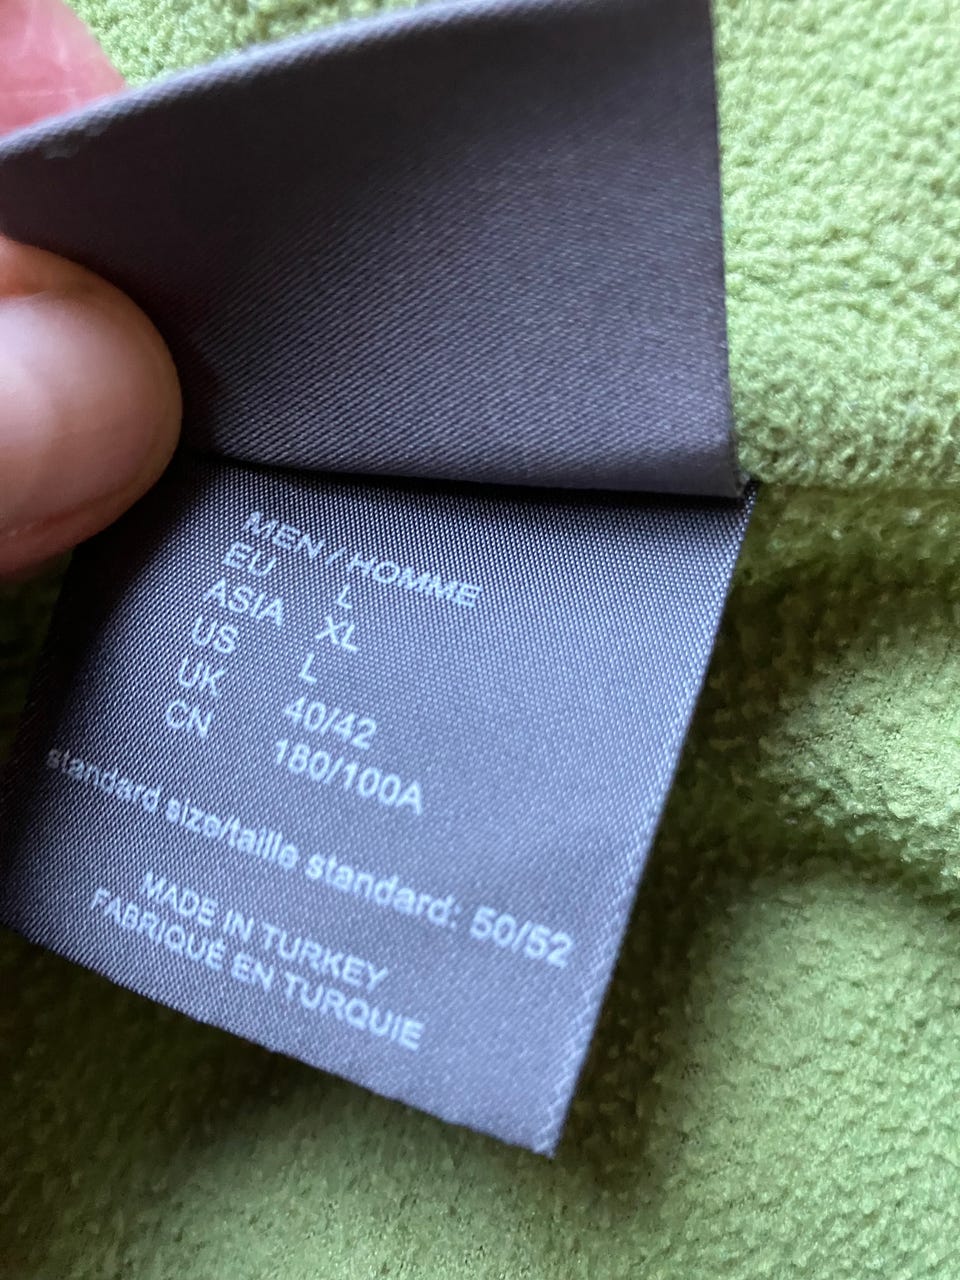 MEN / HOMME
EU L
ASIA XL
US L
UK 40/42
CN 180/100A
standard size/taille standard: 50/52
MADE IN TURKEY
FABRIQUÉ EN TURQUIE